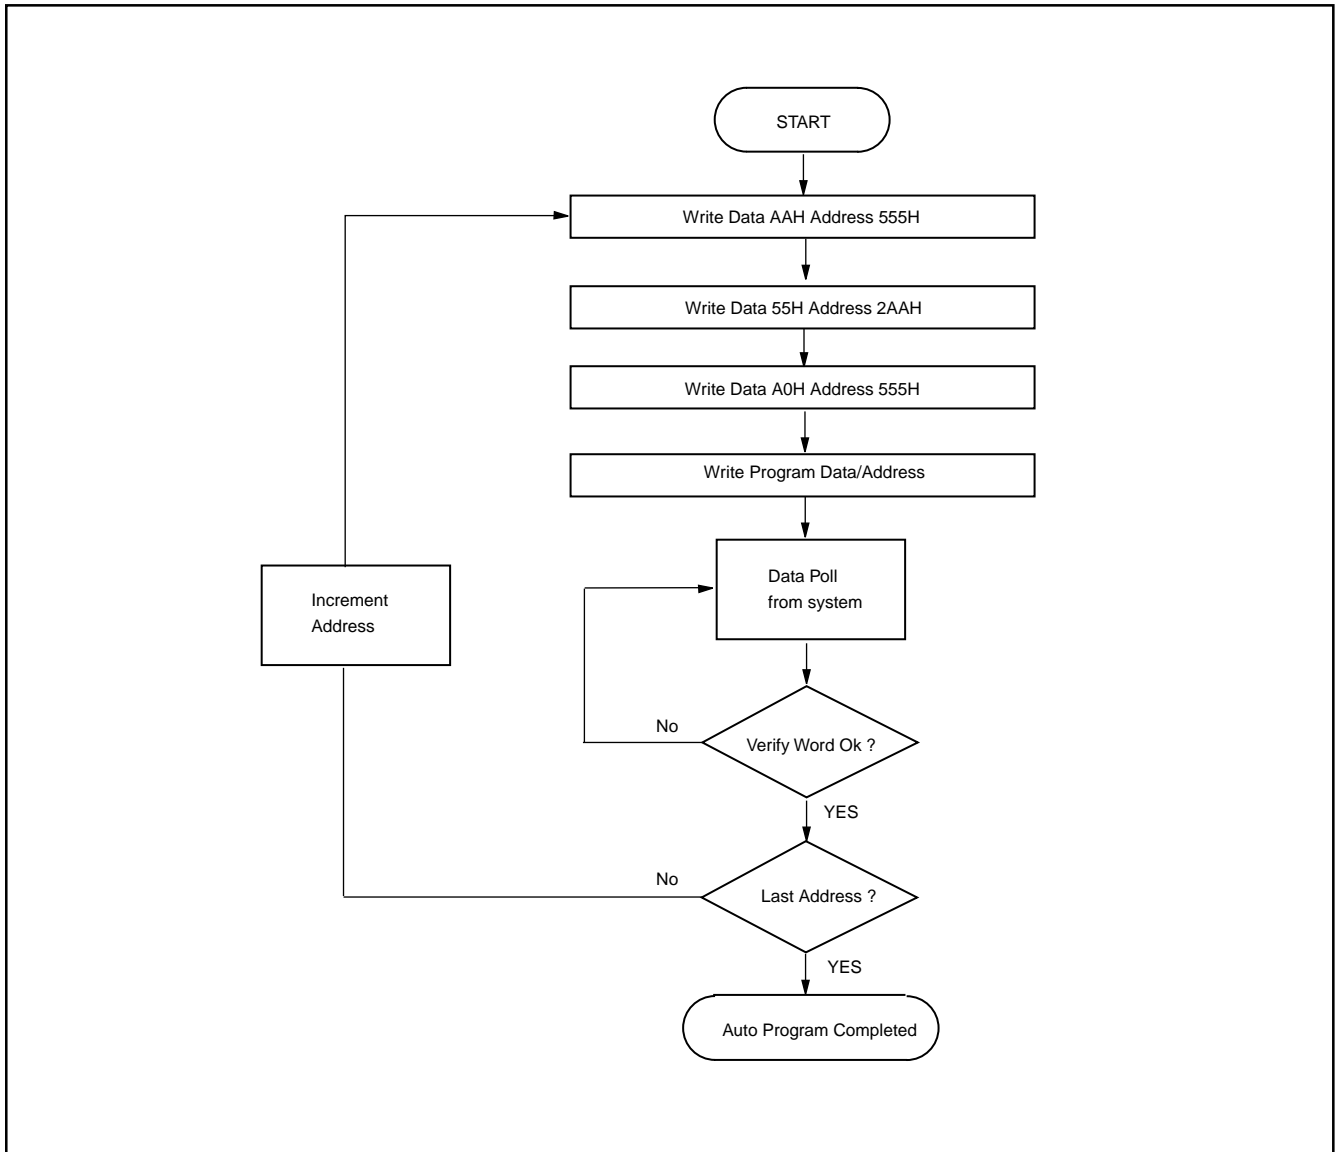 START
Write Data AAH Address 555H
Write Data 55H Address 2AAH
Write Data A0H Address 555H
Write Program Data/Address
Data Poll
from system
Increment
Address
No
Verify Word Ok ?
YES
No
Last Address ?
YES
Auto Program Completed